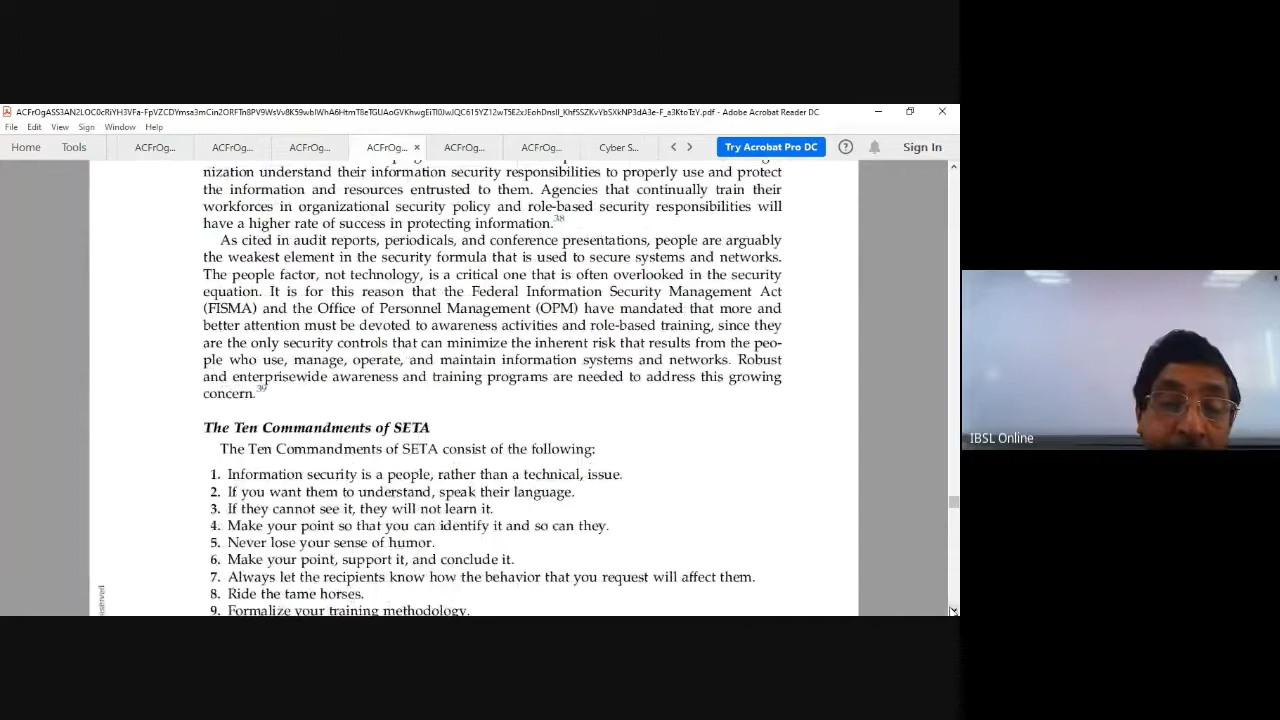 ACFrOgASS3AN2LOC0cRiYH3VFa-FpVZCDYmsa3mCin2ORFTn8PV9WsVv8K59wbIWhA6HtmT8eTGUAoGVKhwgEiTl0JwJQC615YZ12wT5E2xJEohDnslI_KhfSSZKvYbSXkNP3dA3e-F_a3KtoTzY.pdf - Adobe Acrobat Reader DC
File Edit View Sign Window Help
Home Tools ACFrOg... ACFrOg... ACFrOg... ACFrOg... × ACFrOg... ACFrOg... Cyber S... Try Acrobat Pro DC Sign In
nization understand their information security responsibilities to properly use and protect
the information and resources entrusted to them. Agencies that continually train their
workforces in organizational security policy and role-based security responsibilities will
have a higher rate of success in protecting information.38
As cited in audit reports, periodicals, and conference presentations, people are arguably
the weakest element in the security formula that is used to secure systems and networks.
The people factor, not technology, is a critical one that is often overlooked in the security
equation. It is for this reason that the Federal Information Security Management Act
(FISMA) and the Office of Personnel Management (OPM) have mandated that more and
better attention must be devoted to awareness activities and role-based training, since they
are the only security controls that can minimize the inherent risk that results from the peo-
ple who use, manage, operate, and maintain information systems and networks. Robust
and enterprisewide awareness and training programs are needed to address this growing
concern.39
The Ten Commandments of SETA
The Ten Commandments of SETA consist of the following:
1. Information security is a people, rather than a technical, issue.
2. If you want them to understand, speak their language.
3. If they cannot see it, they will not learn it.
4. Make your point so that you can identify it and so can they.
5. Never lose your sense of humor.
6. Make your point, support it, and conclude it.
7. Always let the recipients know how the behavior that you request will affect them.
8. Ride the tame horses.
9. Formalize your training methodology.
IBSL Online